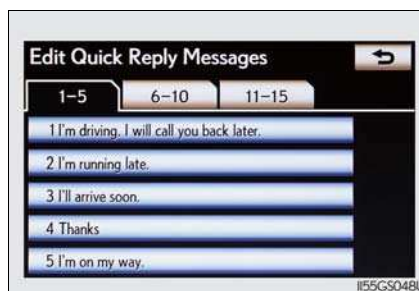 Edit Quick Reply Messages
1-5 6-10 11-15
1 I'm driving. I will call you back later.
2 I'm running late.
3 I'll arrive soon.
4 Thanks
5 I'm on my way.
II55GS048I